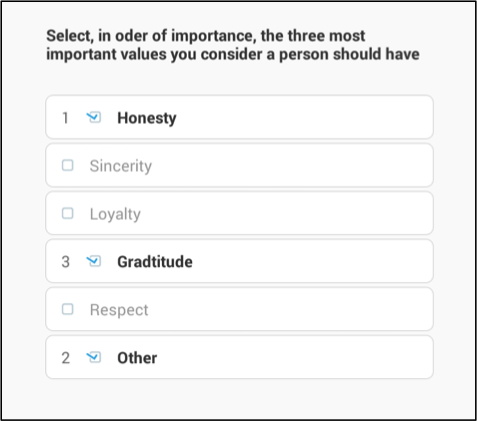 Select, in oder of importance, the three most
important values you consider a person should have
1 Honesty
Sincerity
Loyalty
3 Gradtitude
Respect
2 Other